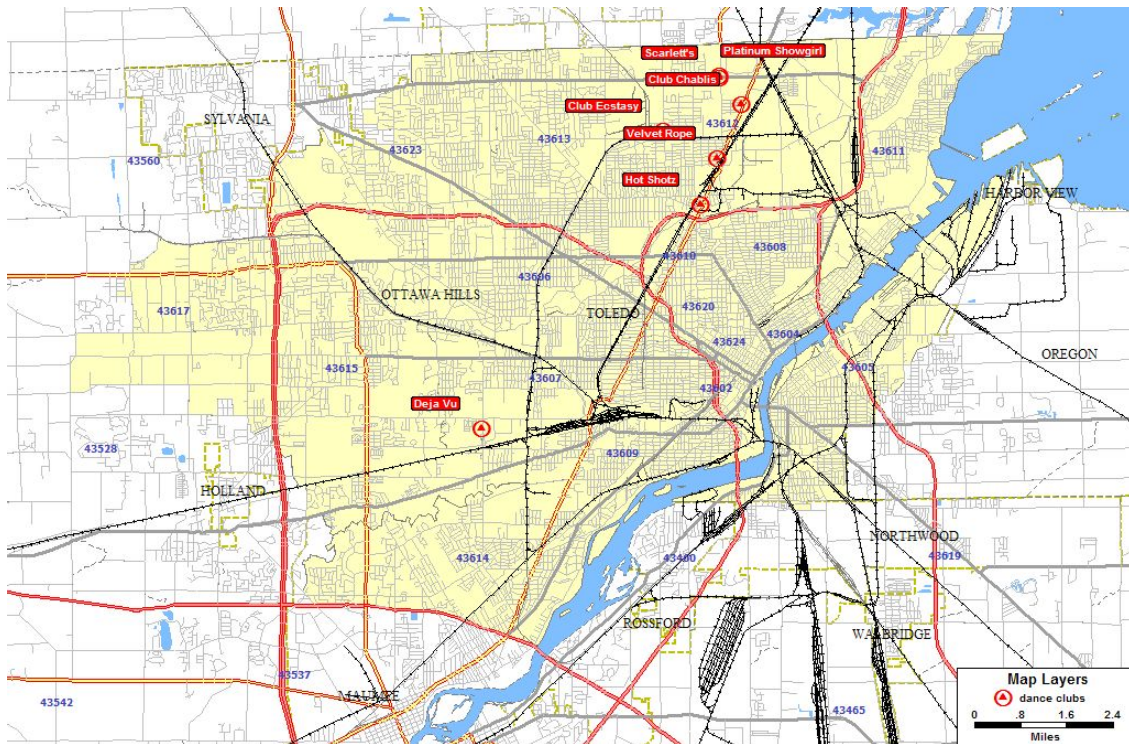 Scarlett's
Platinum Showgirl
Club Chablis
Club Ecstasy
SYLVANIA
43612
Velvet Rope
43613
43623
43611
43560
Hot Shotz
HARBOR VIEW
43608
43610
43606
OTTAWA HILLS
43620
43617
TOLEDO
43604
43624
OREGON
43615
43605
43607
43602
Deja Vu
43528
43609
HOLLAND
NORTHWOOD
43614
43460
43619
ROSSFORD
WALBRIDGE
43537
Map Layers
MAUMEE
dance clubs
43542
43465
0 .8 1.6 2.4
Miles